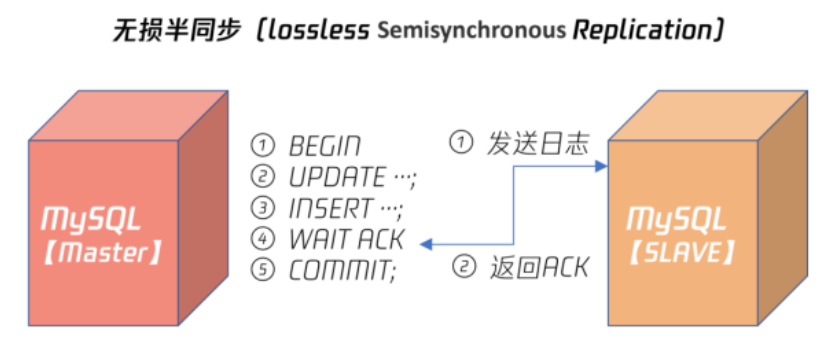 无损半同步（lossless Semisynchronous Replication）
MySQL
【Master】
① BEGIN
② UPDATE …;
③ INSERT …;
④ WAIT ACK
⑤ COMMIT;
① 发送日志
② 返回ACK
MySQL
【SLAVE】